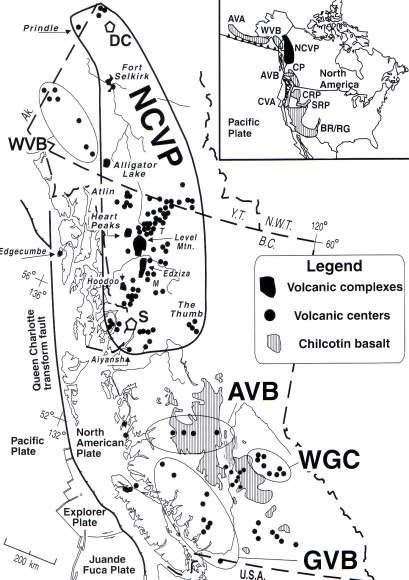 Prindle
DC
Fort
Selkirk
NCVP
Ak.
WVB
Alligator
Lake
Atlin
Heart
Peaks
T
Level
Mtn.
Edziza
Hoodoo
M
The
Thumb
S
Aiyansh
Edgecumbe
56°
136°
Queen Charlotte
transform fault
52°
132°
Pacific
Plate
North
American
Plate
Explorer
Plate
Juande
Fuca Plate
200 km
Y.T.
N.W.T.
B.C.
120°
60°
U.S.A.
AVB
WGC
GVB
AVA
WVB
NCVP
CP
AVB
North
America
CRP
SRP
CVA
BR/RG
Pacific
Plate
Legend
Volcanic complexes
Volcanic centers
Chilcotin basalt